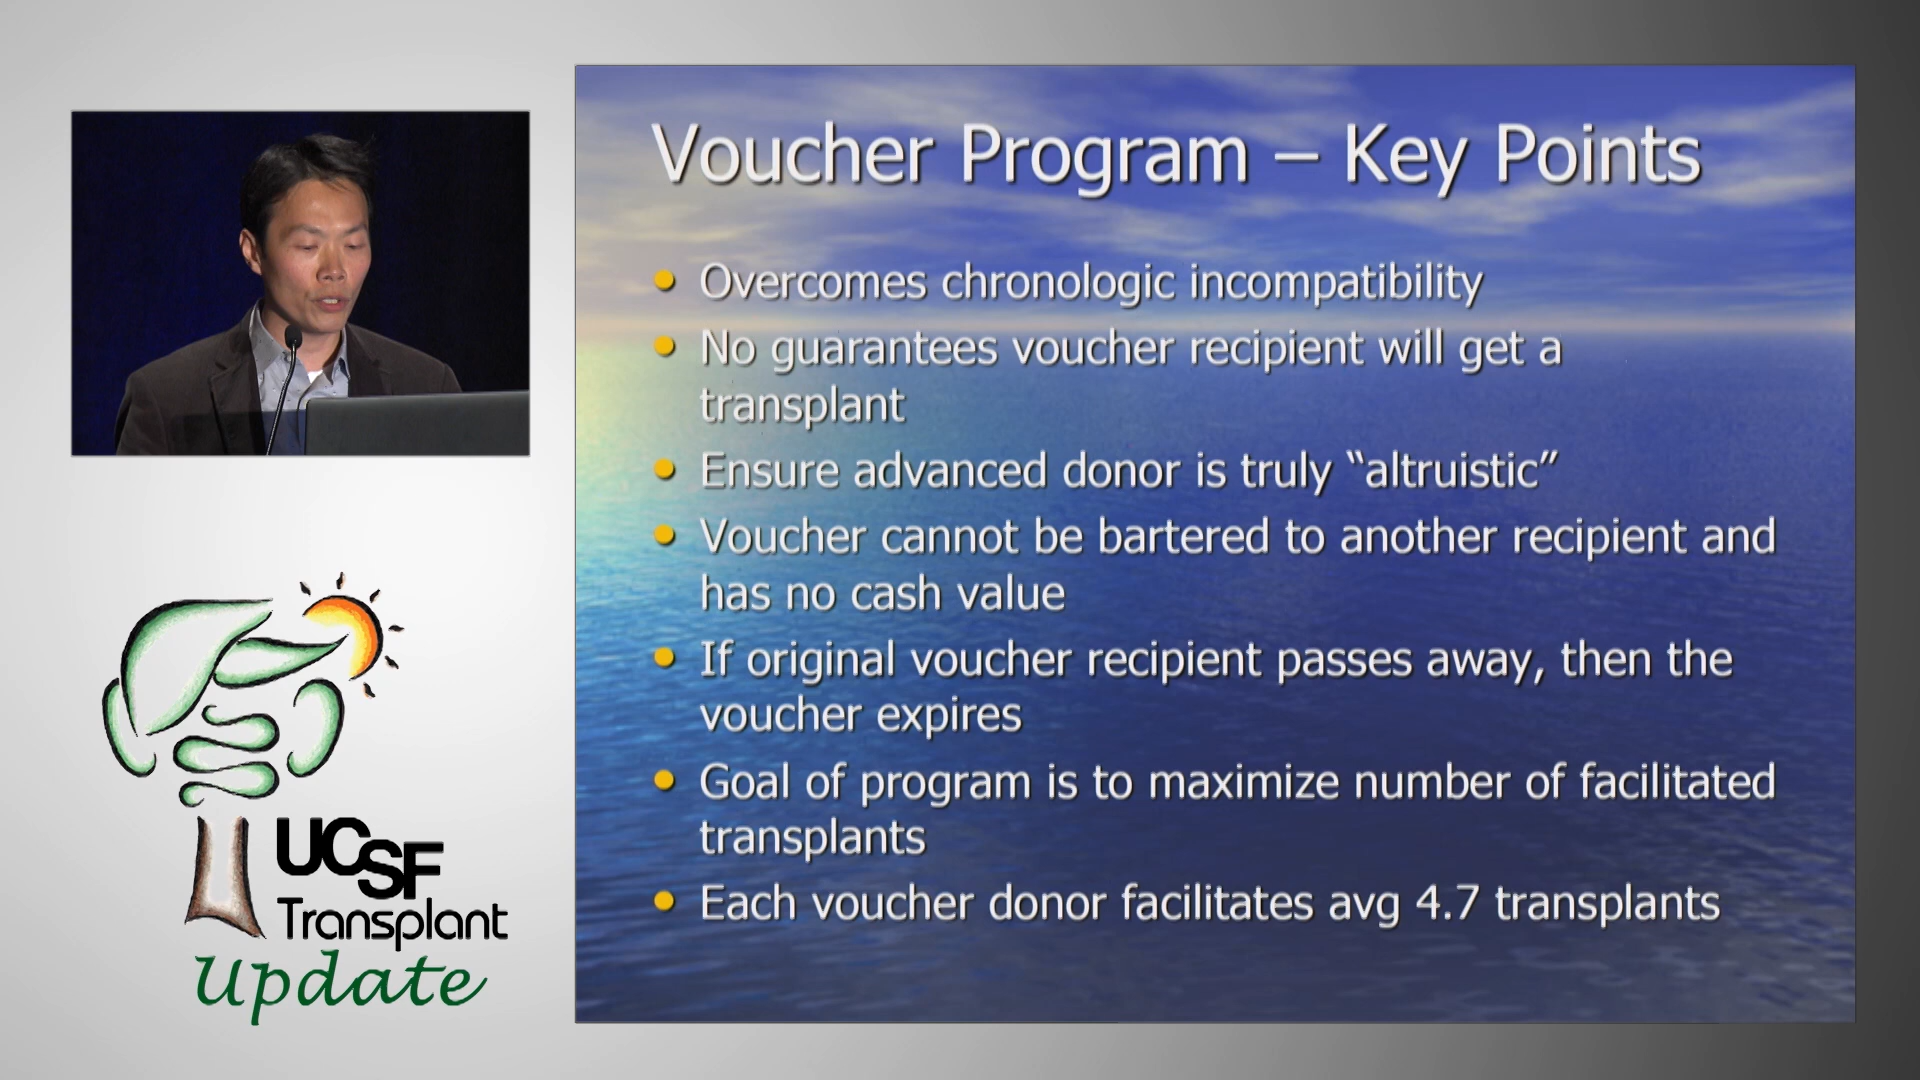 Voucher Program – Key Points
• Overcomes chronologic incompatibility
• No guarantees voucher recipient will get a
transplant
• Ensure advanced donor is truly “altruistic”
• Voucher cannot be bartered to another recipient and
has no cash value
• If original voucher recipient passes away, then the
voucher expires
• Goal of program is to maximize number of facilitated
transplants
• Each voucher donor facilitates avg 4.7 transplants
UCSF
Transplant
Update